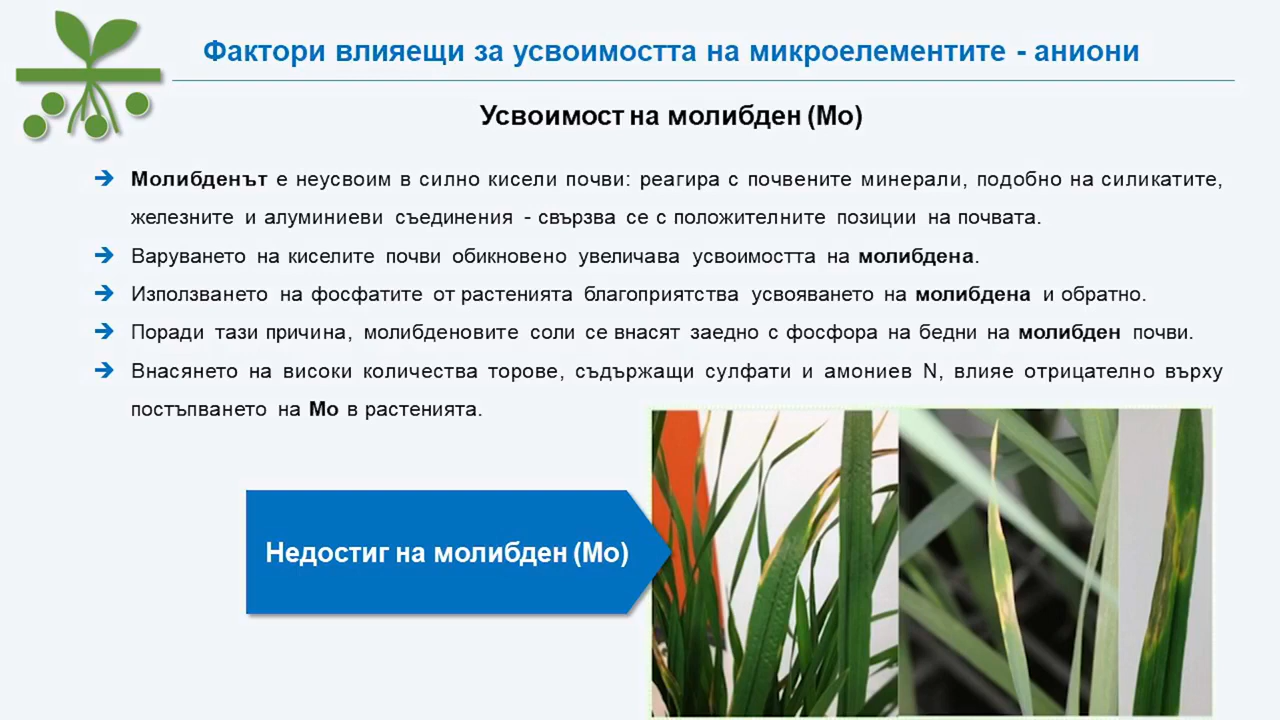 Фактори влияещи за усвоимостта на микроелементите - аниони
Усвоимост на молибден (Mo)
➔ Молибденът е неусвоим в силно кисели почви: реагира с почвените минерали, подобно на силикатите,
железните и алуминиеви съединения - свързва се с положителните позиции на почвата.
➔ Варуването на киселите почви обикновено увеличава усвоимостта на молибдена.
➔ Използването на фосфатите от растенията благоприятства усвояването на молибдена и обратно.
➔ Поради тази причина, молибденовите соли се внасят заедно с фосфора на бедни на молибден почви.
➔ Внасянето на високи количества торове, съдържащи сулфати и амониев N, влияе отрицателно върху
постъпването на Mo в растенията.
Недостиг на молибден (Mo)